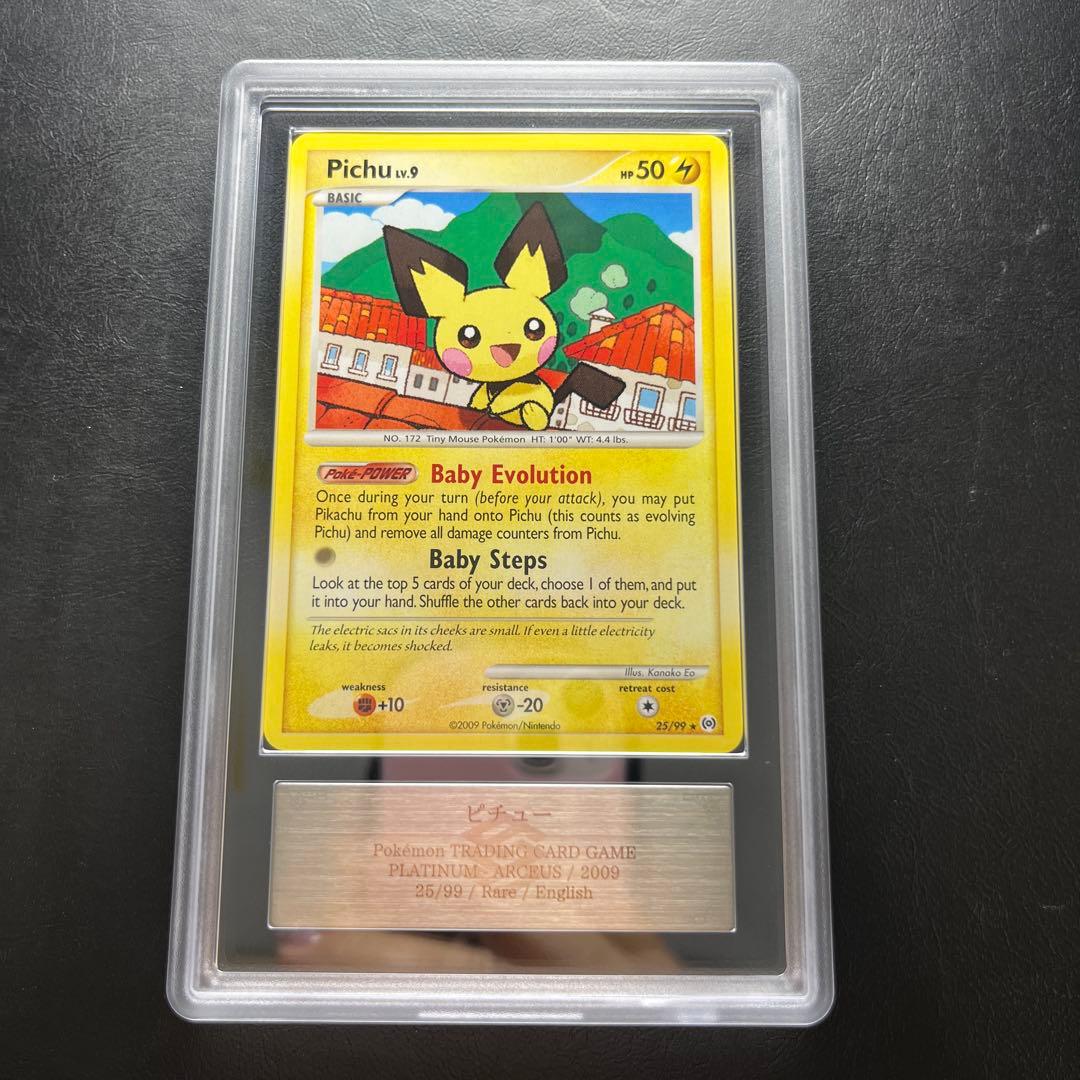 Pichu LV.9 HP 50
BASIC
NO. 172 Tiny Mouse Pokémon HT: 1'00" WT: 4.4 lbs.
Poké-POWER Baby Evolution
Once during your turn (before your attack), you may put
Pikachu from your hand onto Pichu (this counts as evolving
Pichu) and remove all damage counters from Pichu.
Baby Steps
Look at the top 5 cards of your deck, choose 1 of them, and put
it into your hand. Shuffle the other cards back into your deck.
The electric sacs in its cheeks are small. If even a little electricity
leaks, it becomes shocked.
Illus. Kanako Eo
weakness resistance retreat cost
+10 -20
©2009 Pokémon/Nintendo 25/99 ★
ピチュー
Pokémon TRADING CARD GAME
PLATINUM - ARCEUS / 2009
25/99 / Rare / English